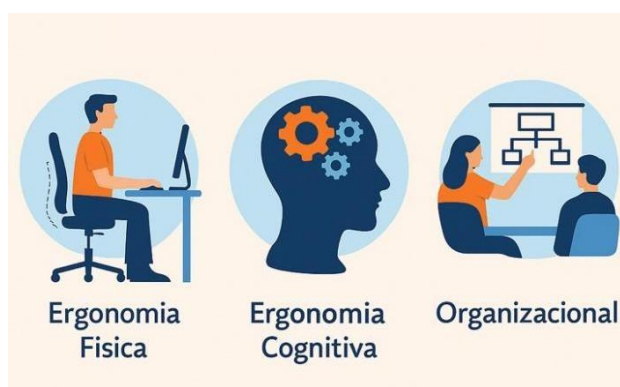 Ergonomia
Fisica
Ergonomia
Cognitiva
Organizacional